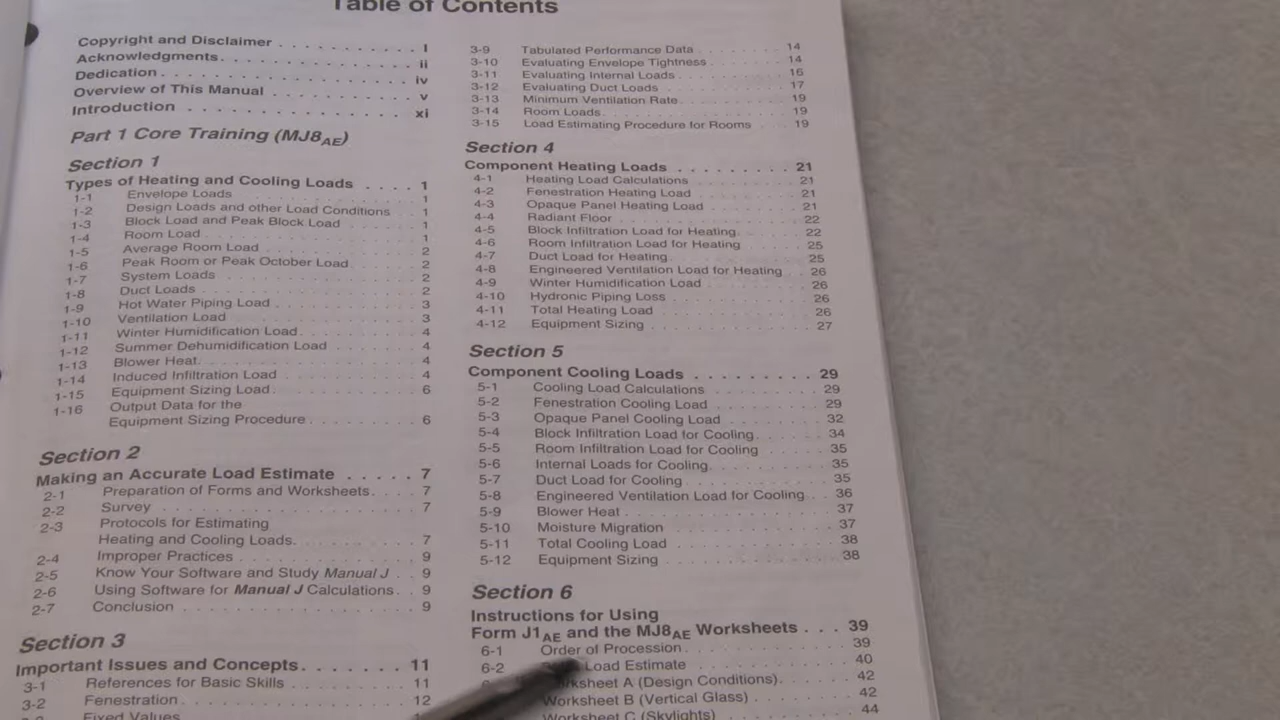 Table of Contents
Copyright and Disclaimer . . . . . . . . . . . i
Acknowledgments . . . . . . . . . . . . . . . ii
Dedication . . . . . . . . . . . . . . . . . . iv
Overview of This Manual . . . . . . . . . . . v
Introduction . . . . . . . . . . . . . . . . . xi
Part 1 Core Training (MJ8AE)
Section 1
Types of Heating and Cooling Loads . . . . 1
1-1 Envelope Loads . . . . 1
1-2 Design Loads and other Load Conditions . . . . 1
1-3 Block Load and Peak Block Load . . . . 1
1-4 Room Load . . . . 1
1-5 Average Room Load . . . . 2
1-6 Peak Room or Peak October Load . . . . 2
1-7 System Loads . . . . 2
1-8 Duct Loads . . . . 2
1-9 Hot Water Piping Load . . . . 3
1-10 Ventilation Load . . . . 3
1-11 Winter Humidification Load . . . . 4
1-12 Summer Dehumidification Load . . . . 4
1-13 Blower Heat . . . . 4
1-14 Induced Infiltration Load . . . . 4
1-15 Equipment Sizing Load . . . . 6
1-16 Output Data for the
Equipment Sizing Procedure . . . . 6
Section 2
Making an Accurate Load Estimate . . . . . 7
2-1 Preparation of Forms and Worksheets . . . . 7
2-2 Survey . . . . 7
2-3 Protocols for Estimating
Heating and Cooling Loads . . . . 7
2-4 Improper Practices . . . . 9
2-5 Know Your Software and Study Manual J . . 9
2-6 Using Software for Manual J Calculations . . 9
2-7 Conclusion . . . . 9
Section 3
Important Issues and Concepts . . . . . . . 11
3-1 References for Basic Skills . . . . 11
3-2 Fenestration . . . . 12
Fixed Values
3-9 Tabulated Performance Data . . . . 14
3-10 Evaluating Envelope Tightness . . . . 14
3-11 Evaluating Internal Loads . . . . 16
3-12 Evaluating Duct Loads . . . . 17
3-13 Minimum Ventilation Rate . . . . 19
3-14 Room Loads . . . . 19
3-15 Load Estimating Procedure for Rooms . . . . 19
Section 4
Component Heating Loads . . . . . . . . . 21
4-1 Heating Load Calculations . . . . 21
4-2 Fenestration Heating Load . . . . 21
4-3 Opaque Panel Heating Load . . . . 21
4-4 Radiant Floor . . . . 22
4-5 Block Infiltration Load for Heating . . . . 22
4-6 Room Infiltration Load for Heating . . . . 25
4-7 Duct Load for Heating . . . . 25
4-8 Engineered Ventilation Load for Heating . . . . 26
4-9 Winter Humidification Load . . . . 26
4-10 Hydronic Piping Loss . . . . 26
4-11 Total Heating Load . . . . 26
4-12 Equipment Sizing . . . . 27
Section 5
Component Cooling Loads . . . . . . . . . 29
5-1 Cooling Load Calculations . . . . 29
5-2 Fenestration Cooling Load . . . . 29
5-3 Opaque Panel Cooling Load . . . . 32
5-4 Block Infiltration Load for Cooling . . . . 34
5-5 Room Infiltration Load for Cooling . . . . 35
5-6 Internal Loads for Cooling . . . . 35
5-7 Duct Load for Cooling . . . . 35
5-8 Engineered Ventilation Load for Cooling . . . 36
5-9 Blower Heat . . . . 37
5-10 Moisture Migration . . . . 37
5-11 Total Cooling Load . . . . 38
5-12 Equipment Sizing . . . . 38
Section 6
Instructions for Using
Form J1AE and the MJ8AE Worksheets . . . 39
6-1 Order of Procession . . . . 39
6-2 Load Estimate . . . . 40
Worksheet A (Design Conditions) . . . . 42
Worksheet B (Vertical Glass) . . . . 42
Worksheet C (Skylights) . . . . 44